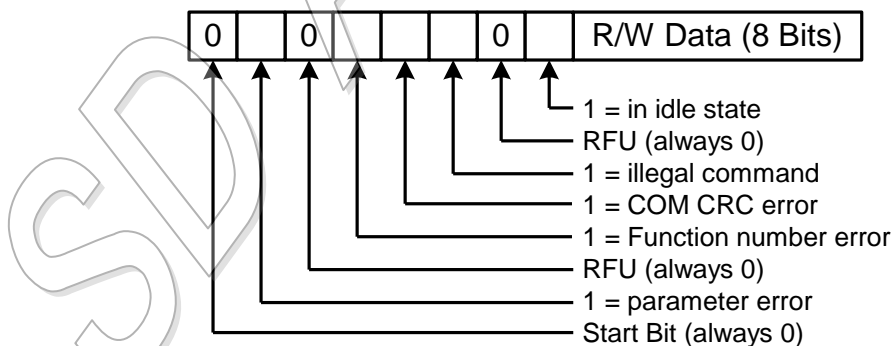 0 0 0 R/W Data (8 Bits)
1 = in idle state
RFU (always 0)
1 = illegal command
1 = COM CRC error
1 = Function number error
RFU (always 0)
1 = parameter error
Start Bit (always 0)
SD